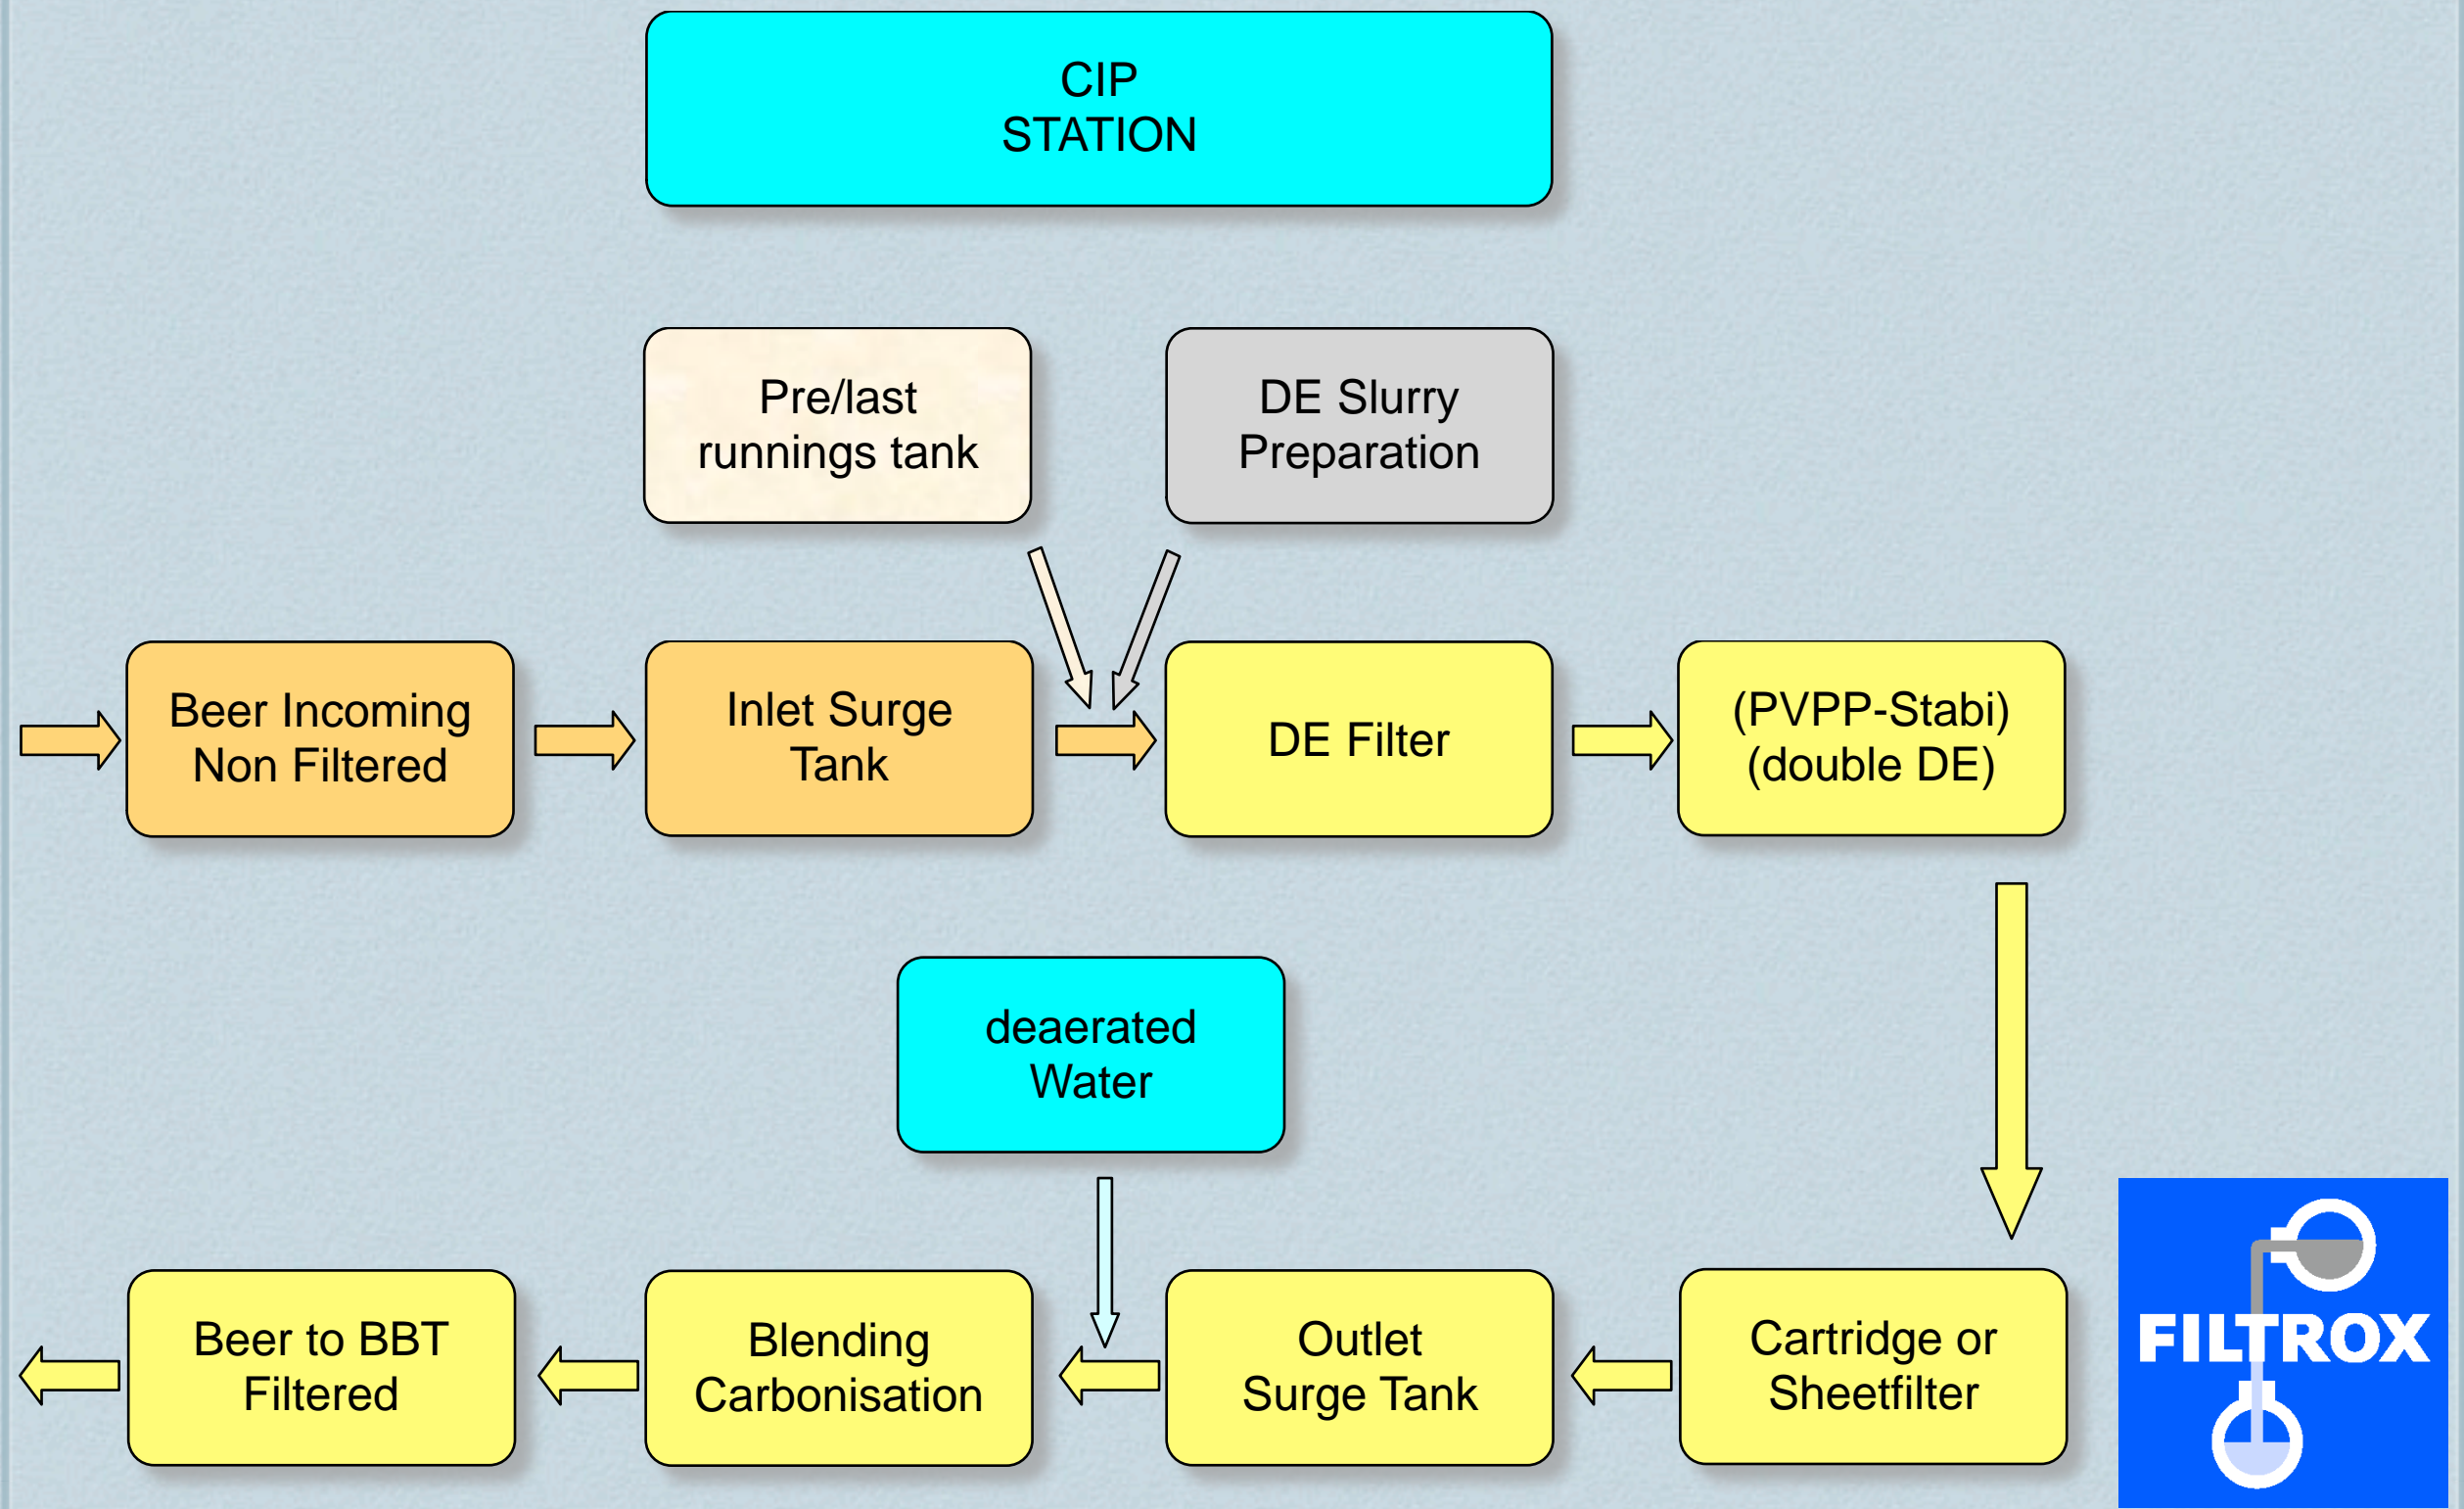 CIP
STATION
Pre/last
runnings tank
DE Slurry
Preparation
Beer Incoming
Non Filtered
Inlet Surge
Tank
DE Filter
(PVPP-Stabi)
(double DE)
deaerated
Water
Beer to BBT
Filtered
Blending
Carbonisation
Outlet
Surge Tank
Cartridge or
Sheetfilter
FILTROX